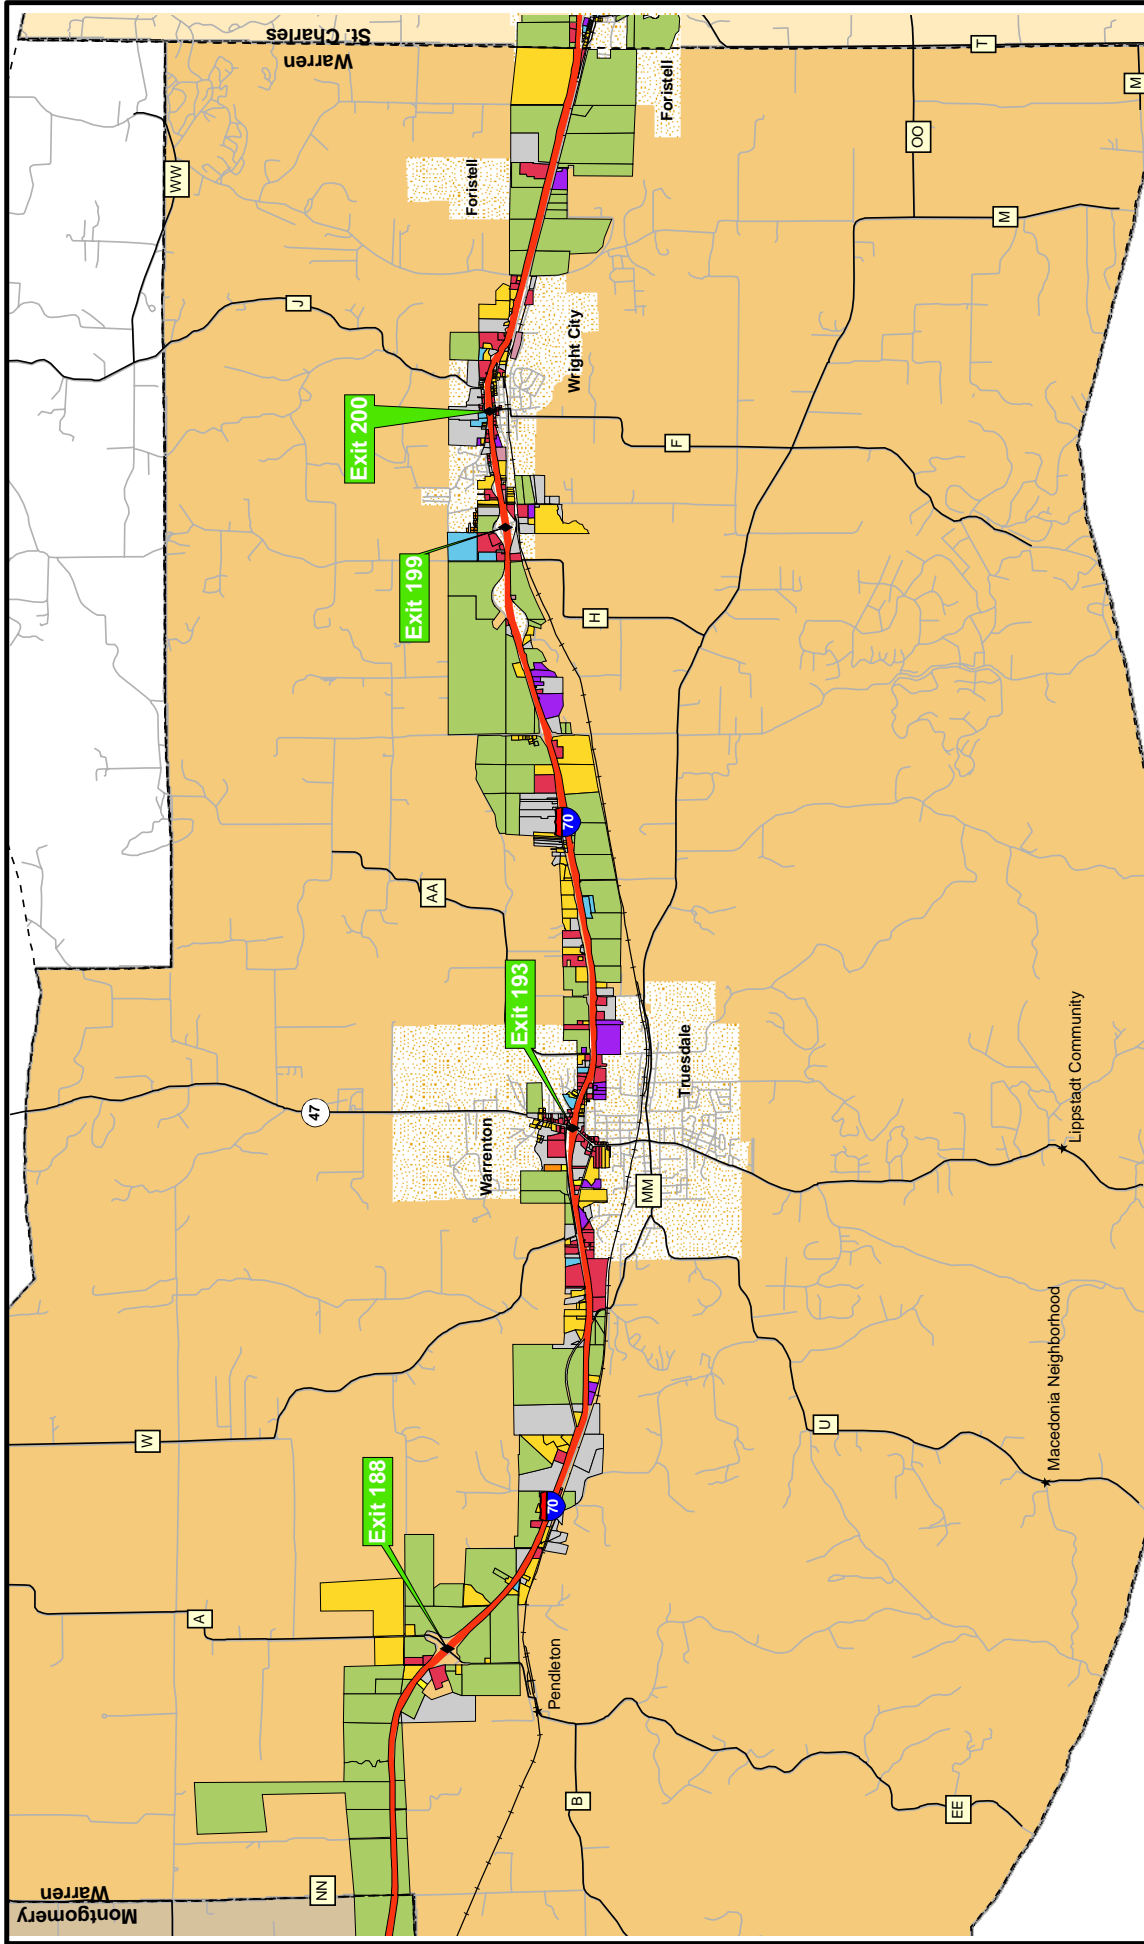 St. Charles
Warren
T
M
Foristell
OO
WW
Foristell
M
J
Wright City
Exit 200
F
Exit 199
H
70
AA
Exit 193
Lippstadt Community
Truesdale
47
Warrenton
MM
Macedonia Neighborhood
U
W
Exit 188
70
A
Pendleton
B
EE
NN
Warren
Montgomery